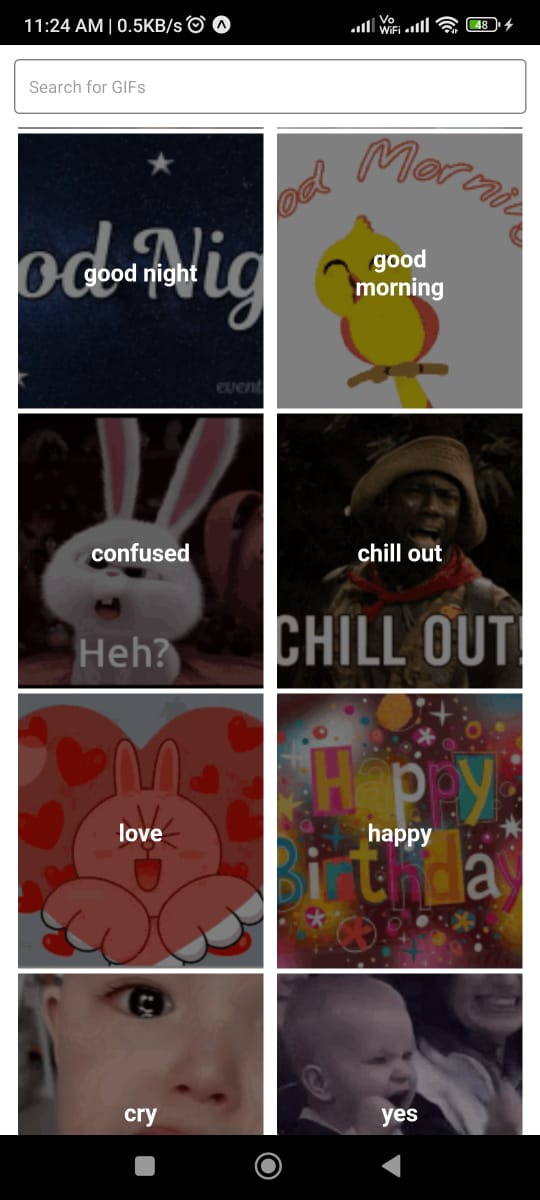 11:24 AM | 0.5KB/s
Vo
WiFi
48
Search for GIFs
od Nig
good night
event
od Mornin
good
morning
confused
Heh?
chill out
CHILL OUT!
love
Happy
happy
Birthday
cry
yes